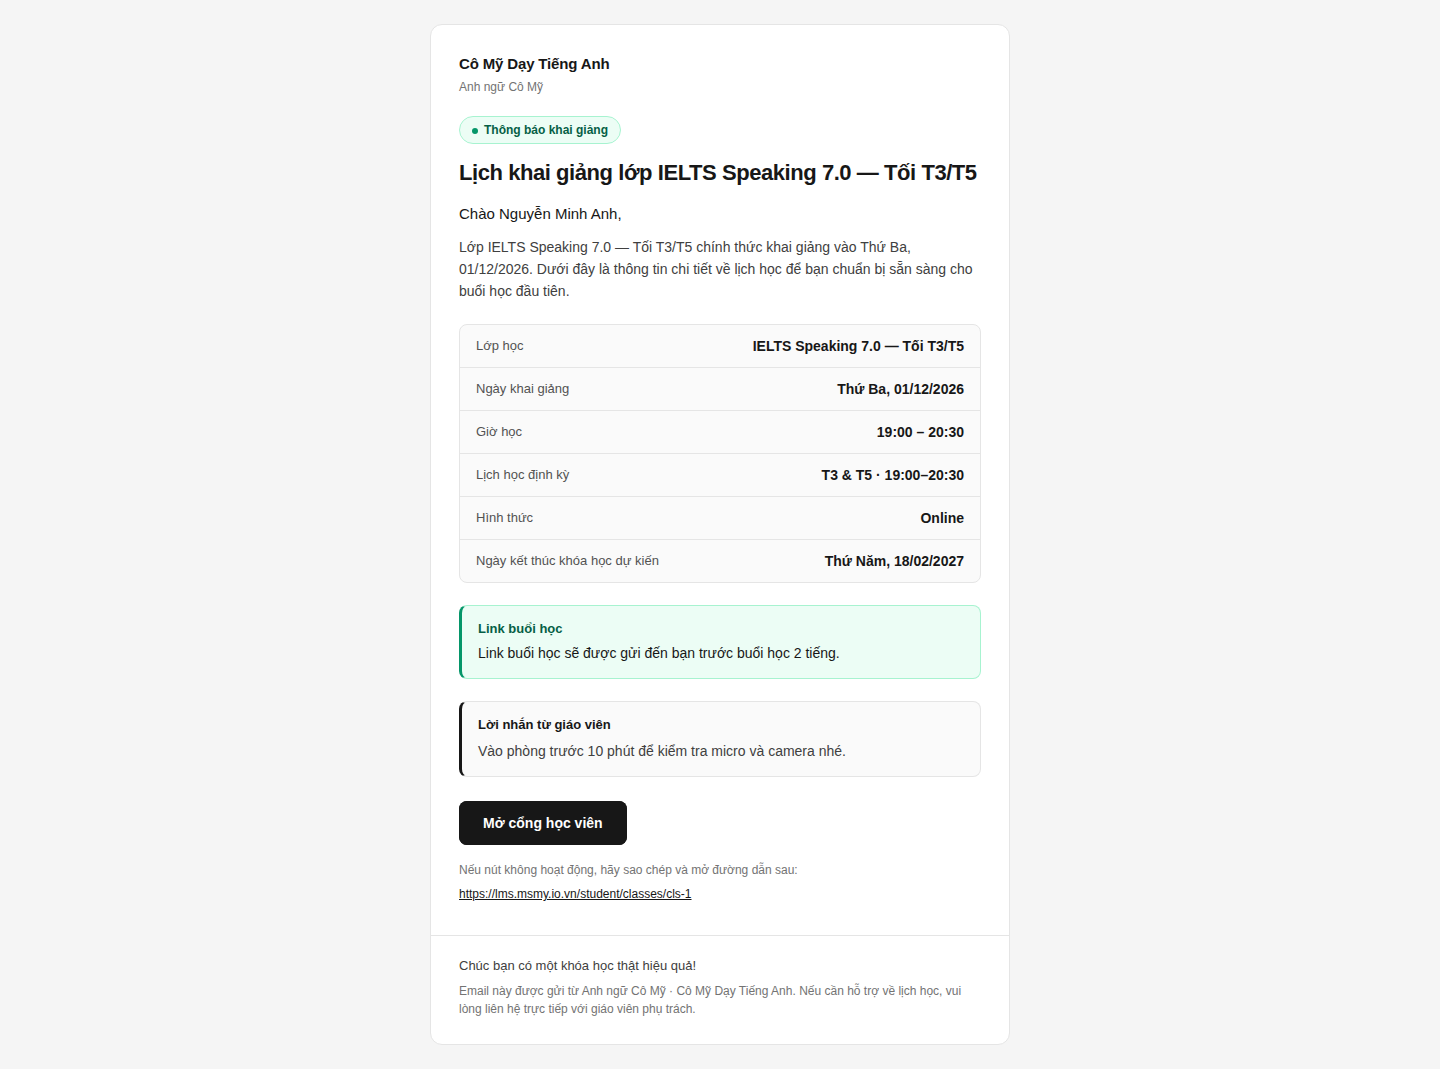 Cô Mỹ Dạy Tiếng Anh
Anh ngữ Cô Mỹ
Thông báo khai giảng
Lịch khai giảng lớp IELTS Speaking 7.0 — Tối T3/T5
Chào Nguyễn Minh Anh,
Lớp IELTS Speaking 7.0 — Tối T3/T5 chính thức khai giảng vào Thứ Ba,
01/12/2026. Dưới đây là thông tin chi tiết về lịch học để bạn chuẩn bị sẵn sàng cho
buổi học đầu tiên.
Lớp học IELTS Speaking 7.0 — Tối T3/T5
Ngày khai giảng Thứ Ba, 01/12/2026
Giờ học 19:00 – 20:30
Lịch học định kỳ T3 & T5 · 19:00–20:30
Hình thức Online
Ngày kết thúc khóa học dự kiến Thứ Năm, 18/02/2027
Link buổi học
Link buổi học sẽ được gửi đến bạn trước buổi học 2 tiếng.
Lời nhắn từ giáo viên
Vào phòng trước 10 phút để kiểm tra micro và camera nhé.
Mở cổng học viên
Nếu nút không hoạt động, hãy sao chép và mở đường dẫn sau:
https://lms.msmy.io.vn/student/classes/cls-1
Chúc bạn có một khóa học thật hiệu quả!
Email này được gửi từ Anh ngữ Cô Mỹ · Cô Mỹ Dạy Tiếng Anh. Nếu cần hỗ trợ về lịch học, vui
lòng liên hệ trực tiếp với giáo viên phụ trách.